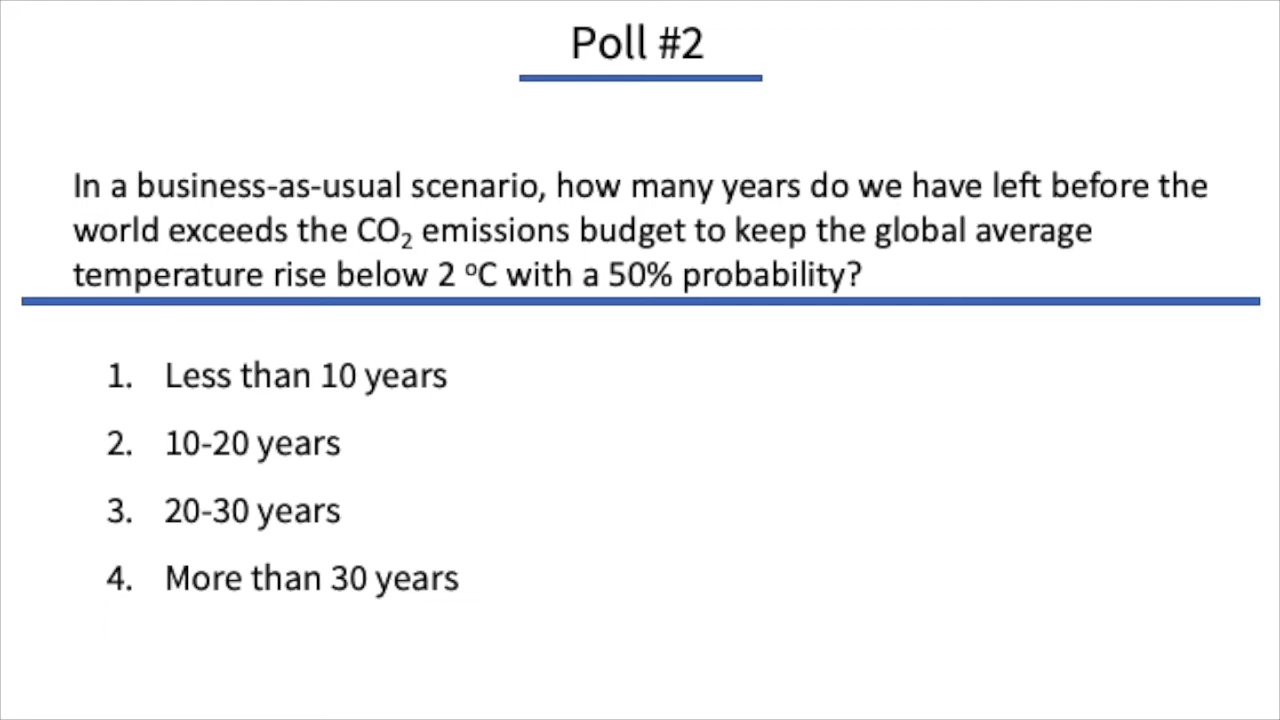 Poll #2
In a business-as-usual scenario, how many years do we have left before the
world exceeds the CO₂ emissions budget to keep the global average
temperature rise below 2 ºC with a 50% probability?
1. Less than 10 years
2. 10-20 years
3. 20-30 years
4. More than 30 years